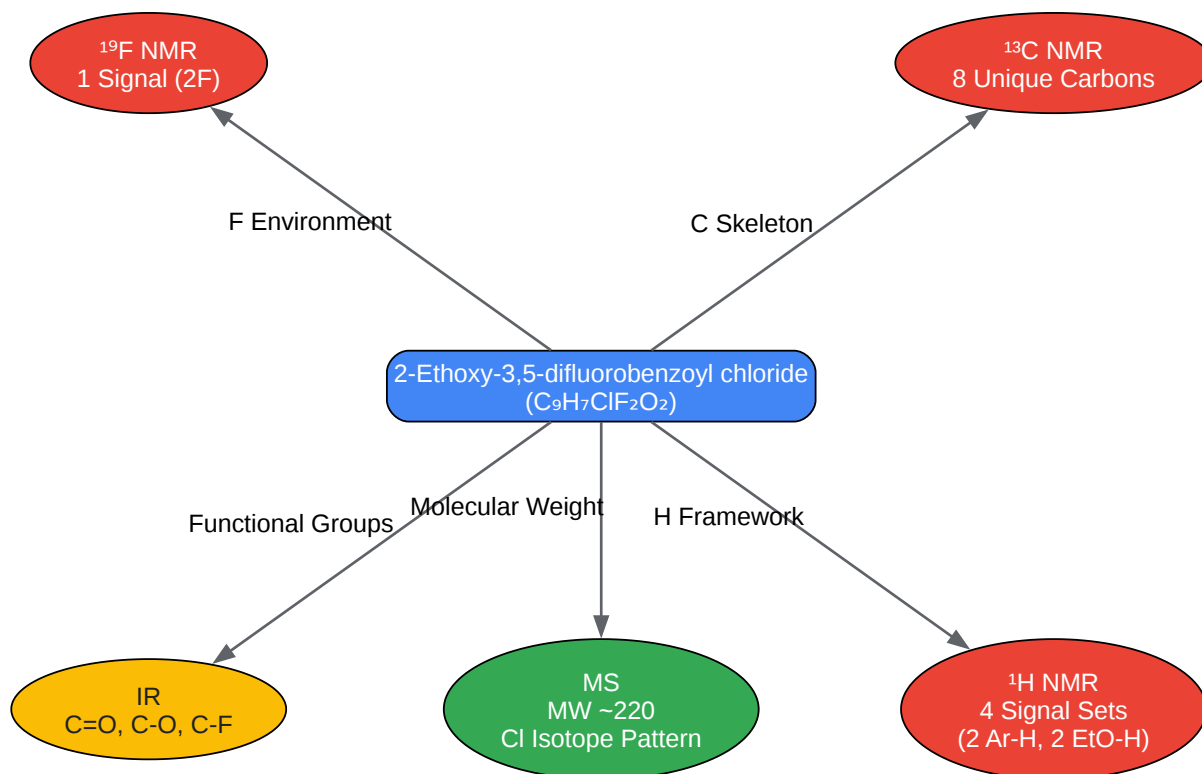 ¹⁹F NMR
1 Signal (2F)
¹³C NMR
8 Unique Carbons
F Environment
C Skeleton
2-Ethoxy-3,5-difluorobenzoyl chloride
(C₉H₇ClF₂O₂)
Functional Groups
Molecular Weight
H Framework
IR
C=O, C-O, C-F
MS
MW ~220
Cl Isotope Pattern
¹H NMR
4 Signal Sets
(2 Ar-H, 2 EtO-H)